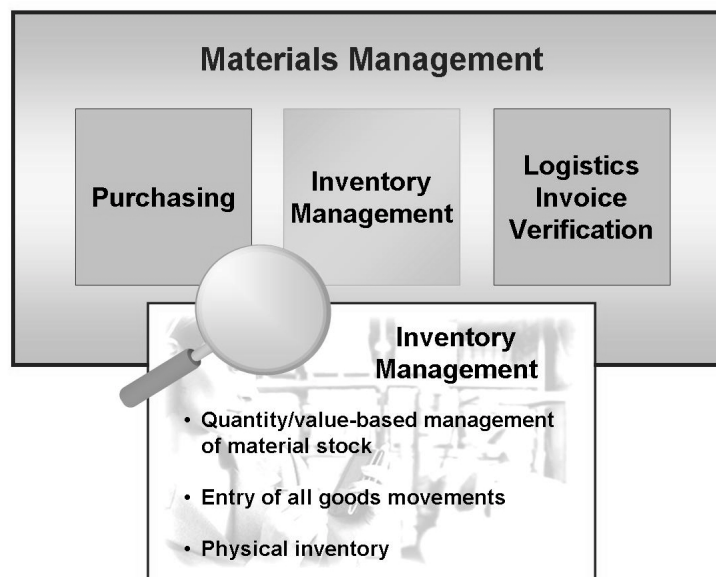 Materials Management
Purchasing
Inventory
Management
Logistics
Invoice
Verification
Inventory
Management
• Quantity/value-based management
of material stock
• Entry of all goods movements
• Physical inventory